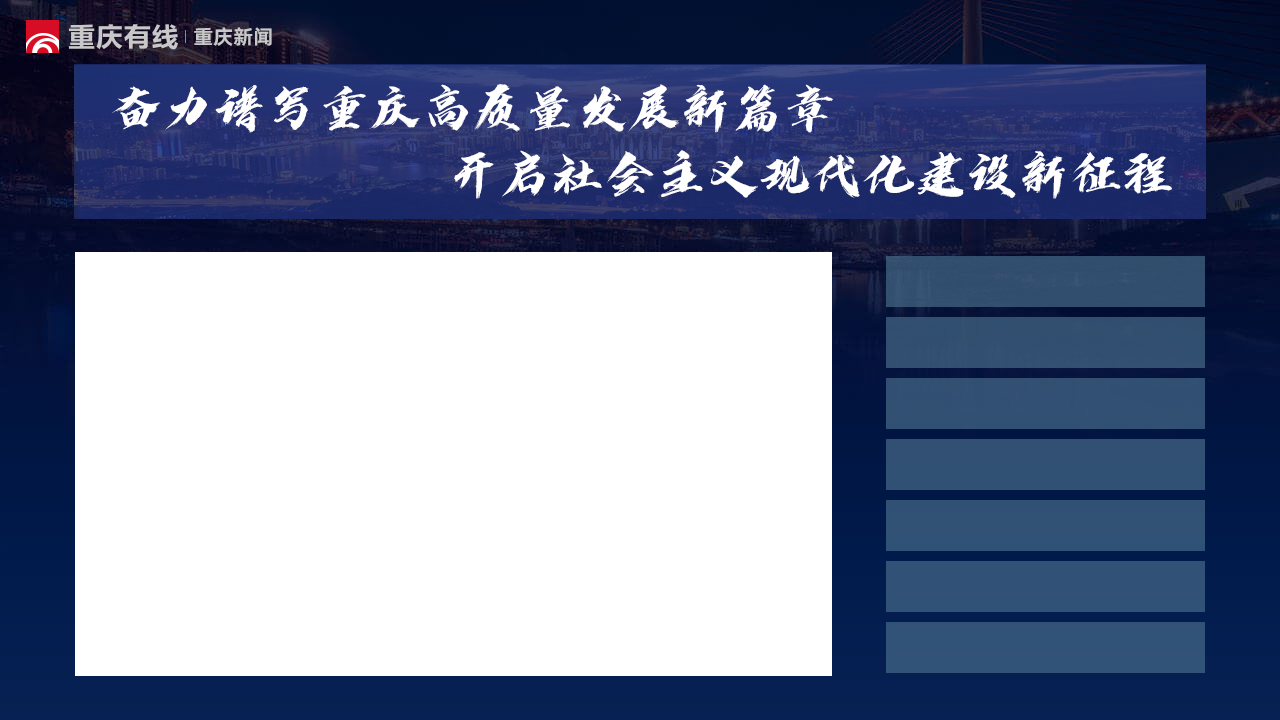 重庆有线 重庆新闻
奋力谱写重庆高质量发展新篇章
开启社会主义现代化建设新征程